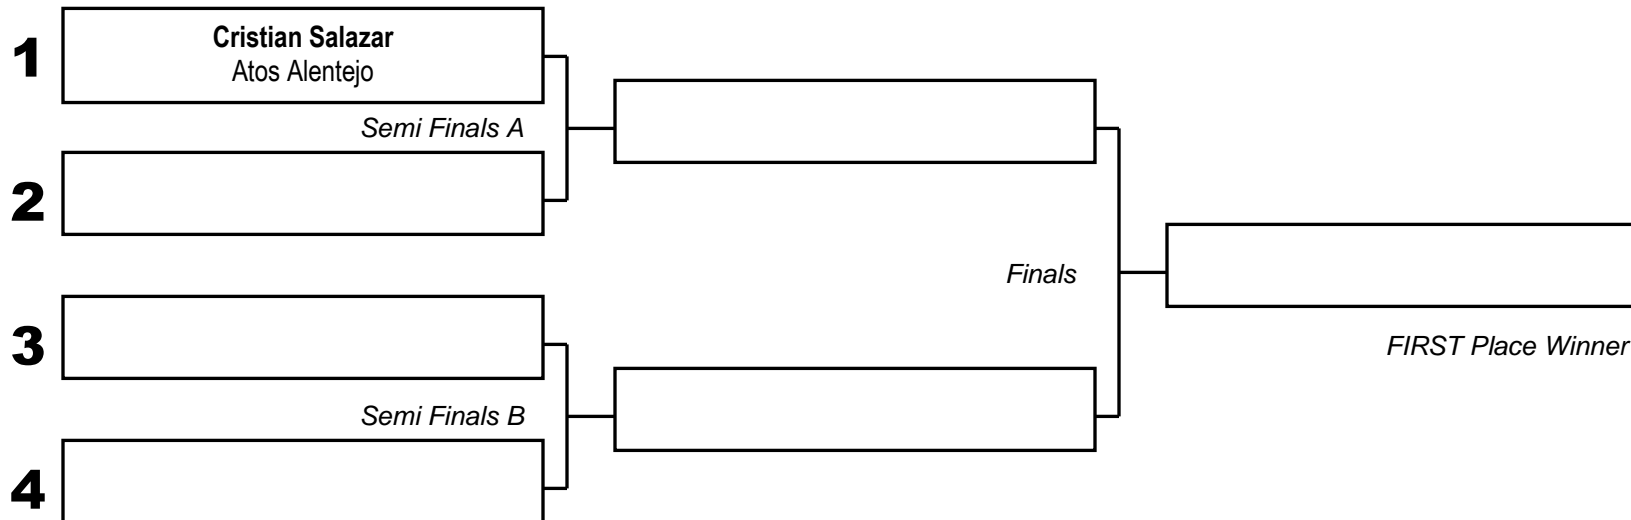 1
Cristian Salazar
Atos Alentejo
Semi Finals A
2
Finals
3
FIRST Place Winner
Semi Finals B
4